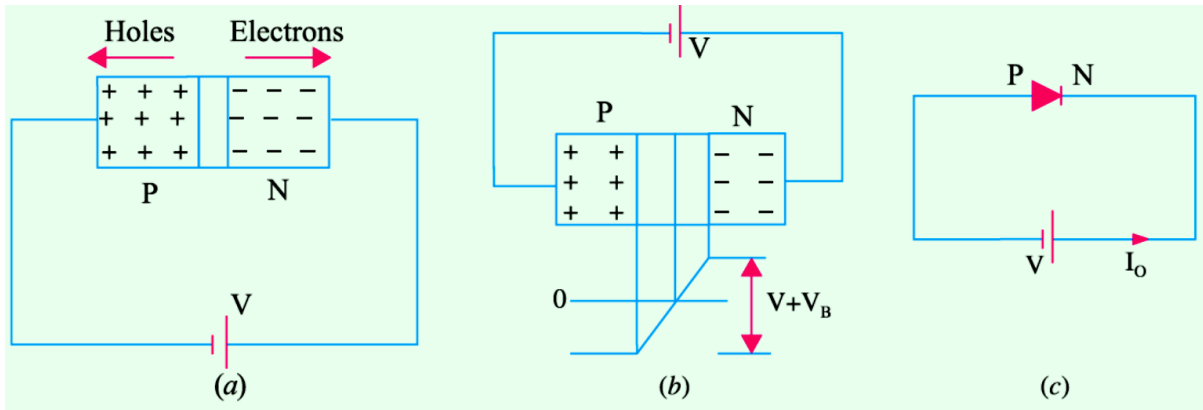 Holes Electrons
+ + + − − −
+ + + − − −
+ + + − − −
P N
V
(a)
V
P N
+ + − −
+ + − −
+ + − −
0
V+V_B
(b)
P N
V I_O
(c)